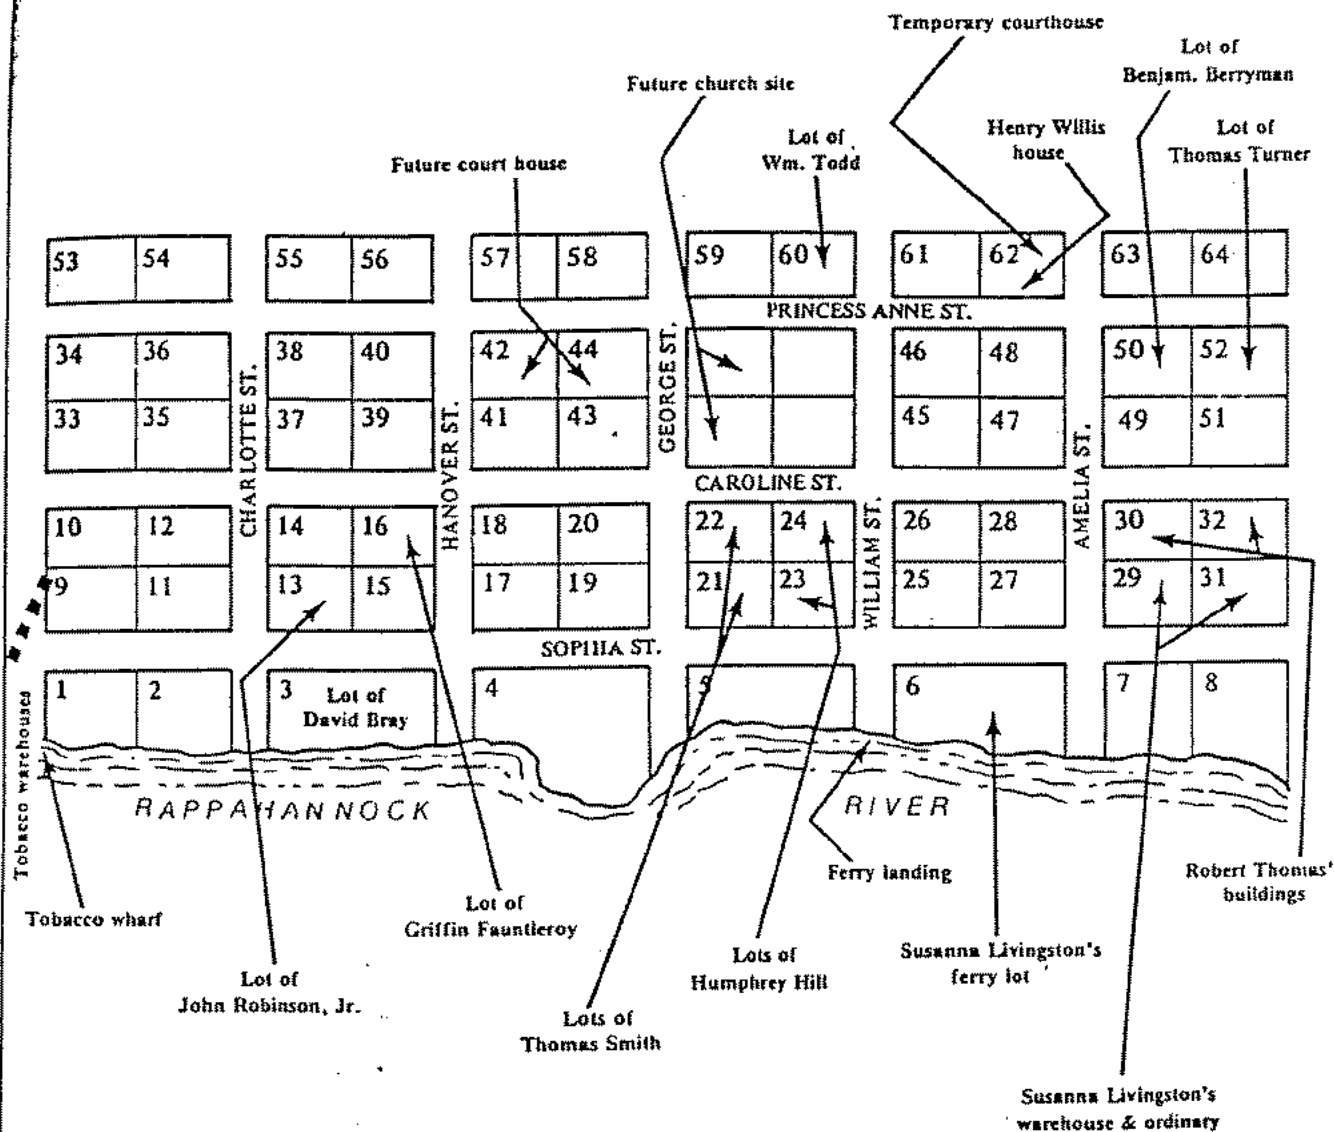 Temporary courthouse
Lot of
Benjam. Berryman
Future church site
Henry Willis
house
Lot of
Thomas Turner
Lot of
Wm. Todd
Future court house
53 54 55 56 57 58 59 60 61 62 63 64
PRINCESS ANNE ST.
34 36 38 40 42 44 46 48 50 52
33 35 37 39 41 43 45 47 49 51
CHARLOTTE ST.
HANOVER ST.
GEORGE ST.
WILLIAM ST.
AMELIA ST.
CAROLINE ST.
10 12 14 16 18 20 22 24 26 28 30 32
9 11 13 15 17 19 21 23 25 27 29 31
SOPHIA ST.
1 2 3 4 5 6 7 8
Lot of
David Bray
Tobacco warehouses
RAPPAHANNOCK RIVER
Ferry landing
Robert Thomas'
buildings
Tobacco wharf
Lot of
Griffin Fauntleroy
Lot of
John Robinson, Jr.
Lots of
Humphrey Hill
Susanna Livingston's
ferry lot
Lots of
Thomas Smith
Susanna Livingston's
warehouse & ordinary